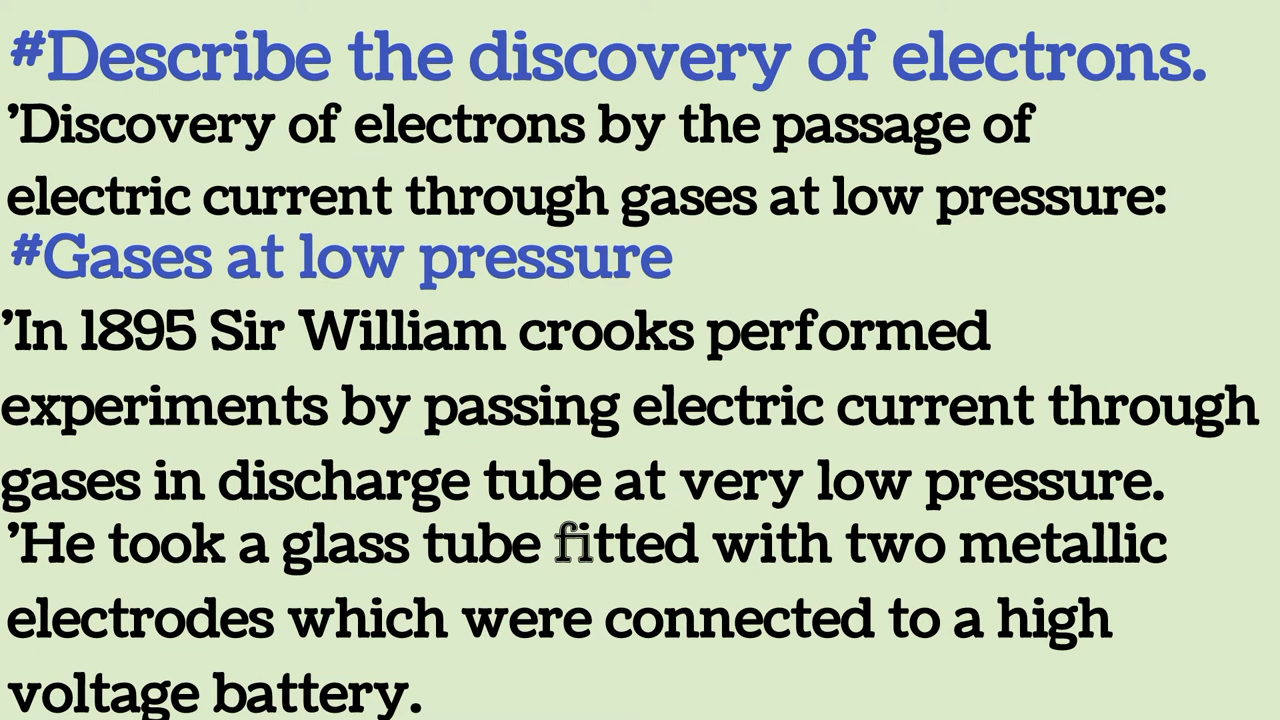 #Describe the discovery of electrons.
’Discovery of electrons by the passage of
electric current through gases at low pressure:
#Gases at low pressure
’In 1895 Sir William crooks performed
experiments by passing electric current through
gases in discharge tube at very low pressure.
’He took a glass tube fitted with two metallic
electrodes which were connected to a high
voltage battery.